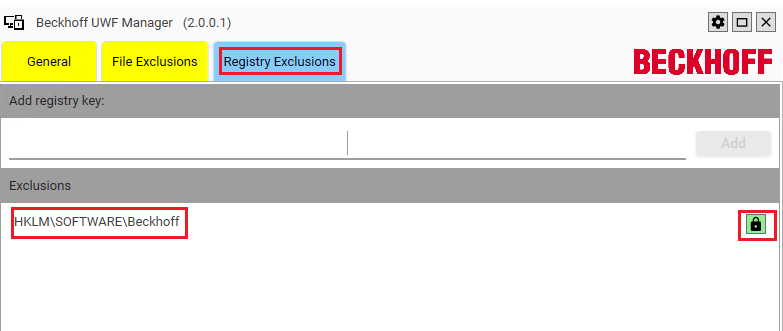 Beckhoff UWF Manager (2.0.0.1)
General File Exclusions Registry Exclusions BECKHOFF
Add registry key:
Add
Exclusions
HKLM\SOFTWARE\Beckhoff